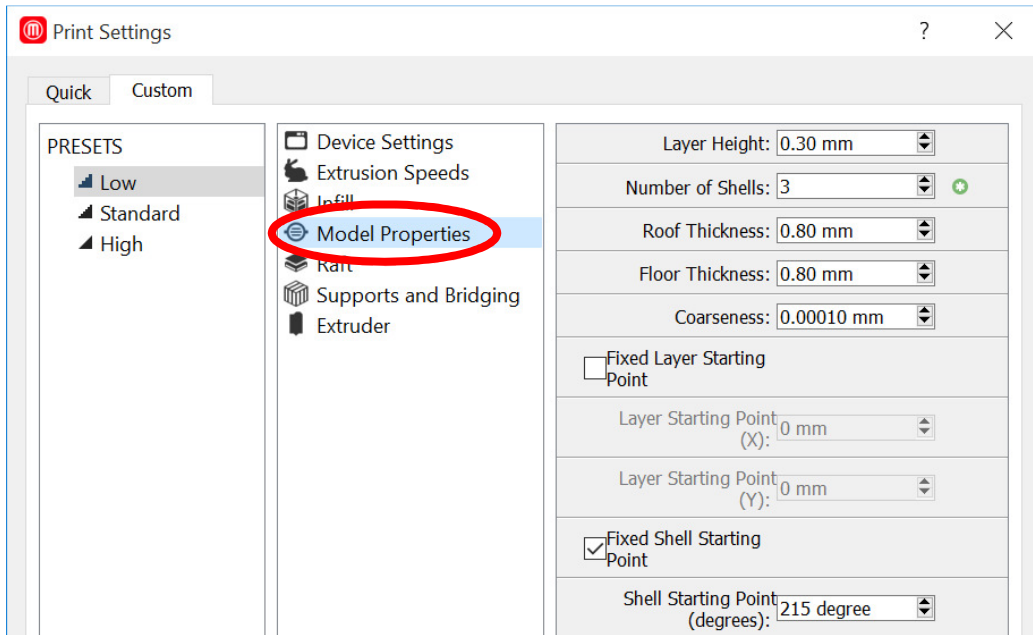 Print Settings
?
Quick
Custom
PRESETS
Low
Standard
High
Device Settings
Extrusion Speeds
Infill
Model Properties
Raft
Supports and Bridging
Extruder
Layer Height: 0.30 mm
Number of Shells: 3
Roof Thickness: 0.80 mm
Floor Thickness: 0.80 mm
Coarseness: 0.00010 mm
Fixed Layer Starting
Point
Layer Starting Point
(X): 0 mm
Layer Starting Point
(Y): 0 mm
Fixed Shell Starting
Point
Shell Starting Point
(degrees): 215 degree